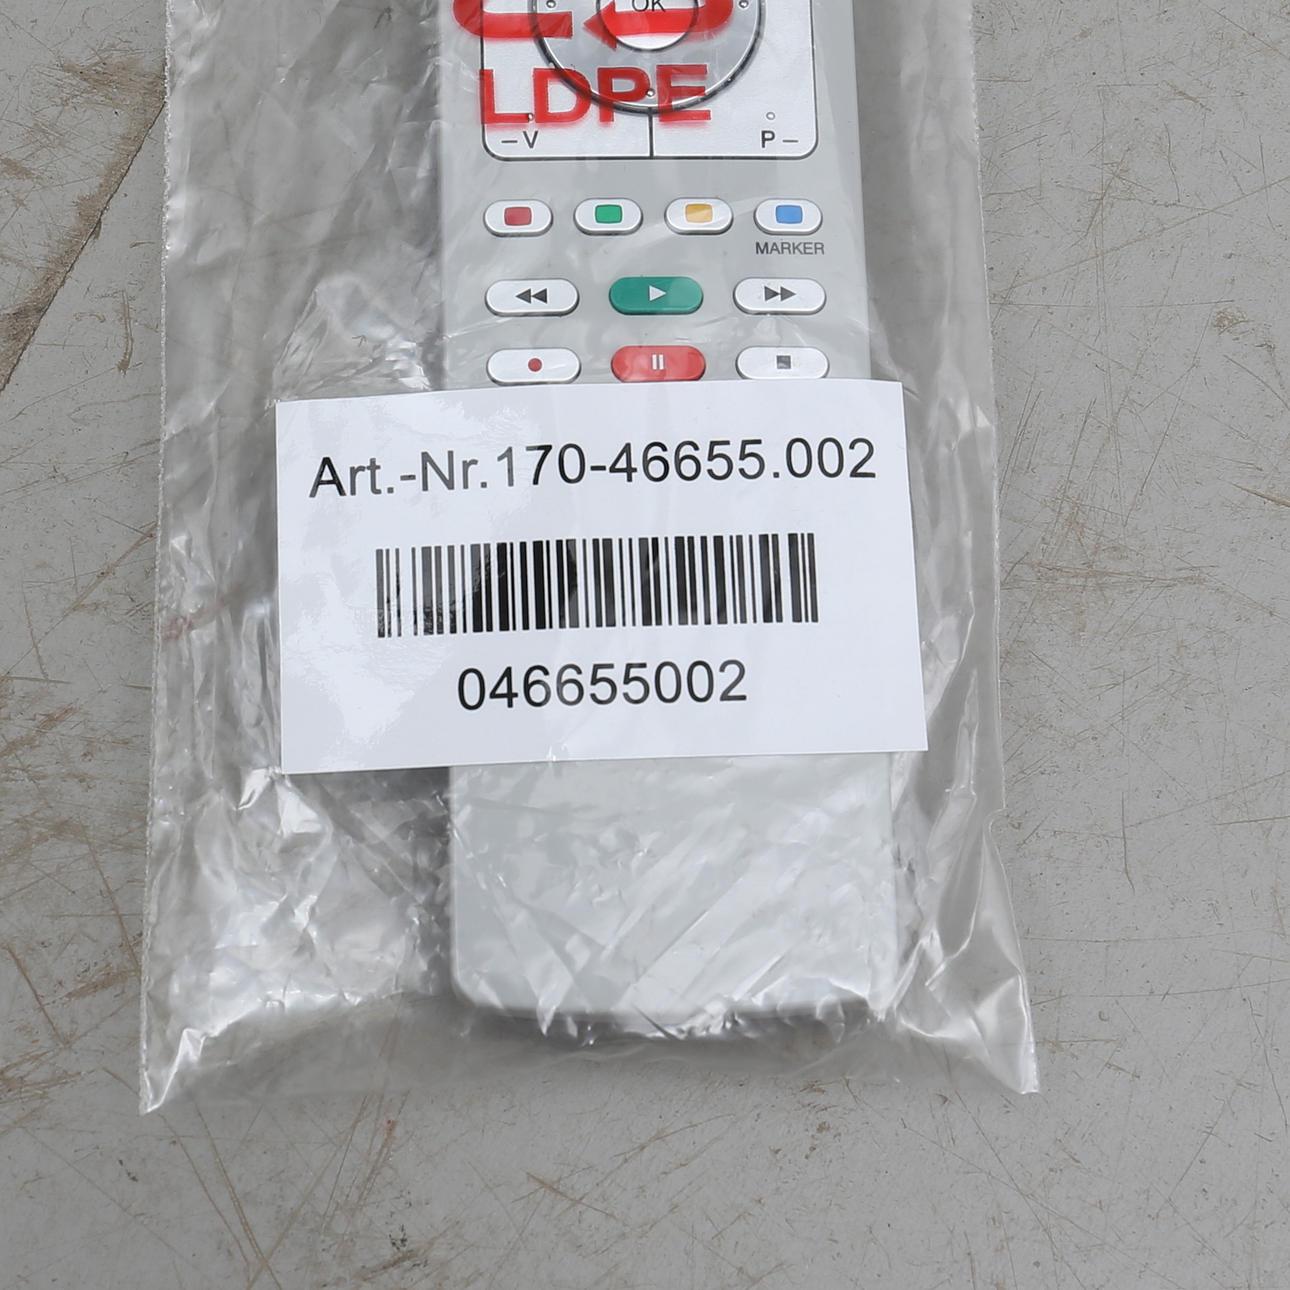 OK
LDPE
–V P–
MARKER
Art.-Nr.170-46655.002
046655002